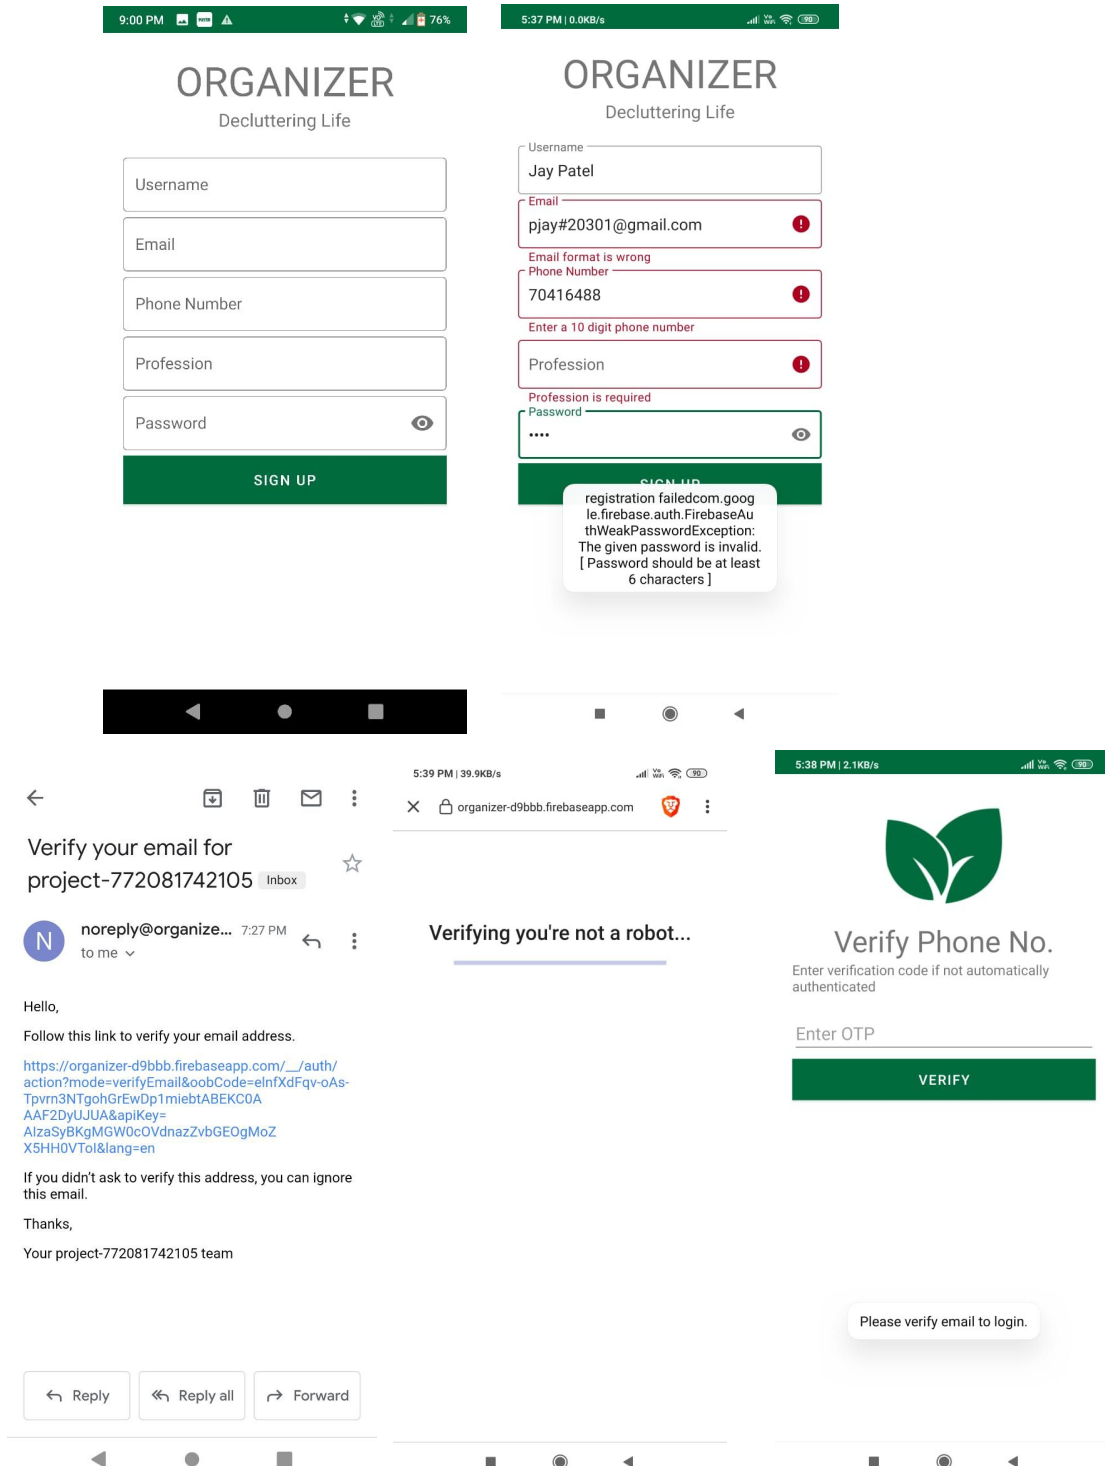 9:00 PM 76%
ORGANIZER
Decluttering Life
Username
Email
Phone Number
Profession
Password
SIGN UP
5:37 PM | 0.0KB/s 90
ORGANIZER
Decluttering Life
Username
Jay Patel
Email
pjay#20301@gmail.com
Email format is wrong
Phone Number
70416488
Enter a 10 digit phone number
Profession
Profession is required
Password
••••
SIGN UP
registration failedcom.goog
le.firebase.auth.FirebaseAu
thWeakPasswordException:
The given password is invalid.
[ Password should be at least
6 characters ]
Verify your email for
project-772081742105 Inbox
N
noreply@organize... 7:27 PM
to me
Hello,
Follow this link to verify your email address.
https://organizer-d9bbb.firebaseapp.com/__/auth/
action?mode=verifyEmail&oobCode=elnfXdFqv-oAs-
Tpvrn3NTgohGrEwDp1miebtABEKC0A
AAF2DyUJUA&apiKey=
AIzaSyBKgMGW0cOVdnazZvbGEOgMoZ
X5HH0VToI&lang=en
If you didn't ask to verify this address, you can ignore
this email.
Thanks,
Your project-772081742105 team
Reply Reply all Forward
5:39 PM | 39.9KB/s 90
organizer-d9bbb.firebaseapp.com
Verifying you're not a robot...
5:38 PM | 2.1KB/s 90
Verify Phone No.
Enter verification code if not automatically
authenticated
Enter OTP
VERIFY
Please verify email to login.